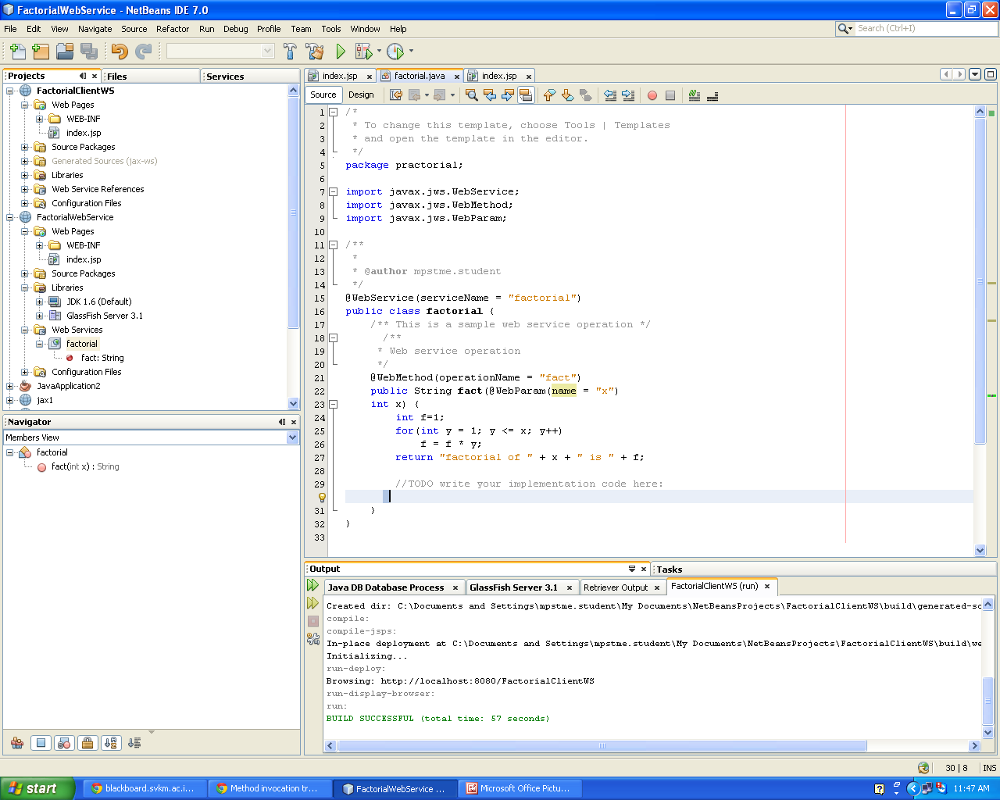 FactorialWebService - NetBeans IDE 7.0
File Edit View Navigate Source Refactor Run Debug Profile Team Tools Window Help
Search (Ctrl+I)
Projects
Files
Services
FactorialClientWS
Web Pages
WEB-INF
index.jsp
Source Packages
Generated Sources (jax-ws)
Libraries
Web Service References
Configuration Files
FactorialWebService
Web Pages
WEB-INF
index.jsp
Source Packages
Libraries
JDK 1.6 (Default)
GlassFish Server 3.1
Web Services
factorial
fact: String
Configuration Files
JavaApplication2
jax1
Navigator
Members View
factorial
fact(int x) : String
index.jsp
factorial.java
index.jsp
Source Design
1 /*
2 * To change this template, choose Tools | Templates
3 * and open the template in the editor.
4 */
5 package practorial;
6
7 import javax.jws.WebService;
8 import javax.jws.WebMethod;
9 import javax.jws.WebParam;
10
11 /**
12 *
13 * @author mpstme.student
14 */
15 @WebService(serviceName = "factorial")
16 public class factorial {
17 /** This is a sample web service operation */
18 /**
19 * Web service operation
20 */
21 @WebMethod(operationName = "fact")
22 public String fact(@WebParam(name = "x")
23 int x) {
24 int f=1;
25 for(int y = 1; y <= x; y++)
26 f = f * y;
27 return "factorial of " + x + " is " + f;
28
29 //TODO write your implementation code here:
31 }
32 }
33
Output
Tasks
Java DB Database Process
GlassFish Server 3.1
Retriever Output
FactorialClientWS (run)
Created dir: C:\Documents and Settings\mpstme.student\My Documents\NetBeansProjects\FactorialClientWS\build\generated-so
compile:
compile-jsps:
In-place deployment at C:\Documents and Settings\mpstme.student\My Documents\NetBeansProjects\FactorialClientWS\build\we
Initializing...
run-deploy:
Browsing: http://localhost:8080/FactorialClientWS
run-display-browser:
run:
BUILD SUCCESSFUL (total time: 57 seconds)
30 | 8 INS
start
blackboard.svkm.ac.i...
Method invocation tr...
FactorialWebService ...
Microsoft Office Pictu...
11:47 AM